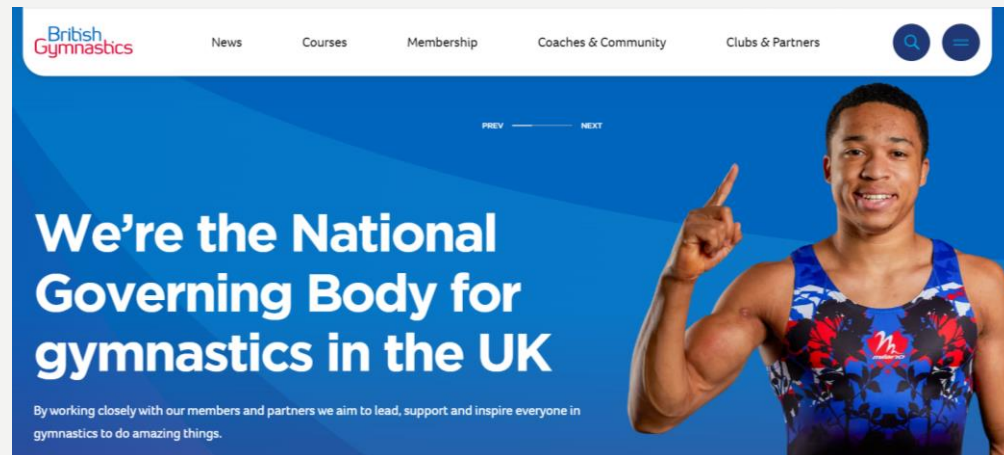 British
Gymnastics
News Courses Membership Coaches & Community Clubs & Partners
PREV NEXT
We're the National
Governing Body for
gymnastics in the UK
By working closely with our members and partners we aim to lead, support and inspire everyone in
gymnastics to do amazing things.
milano